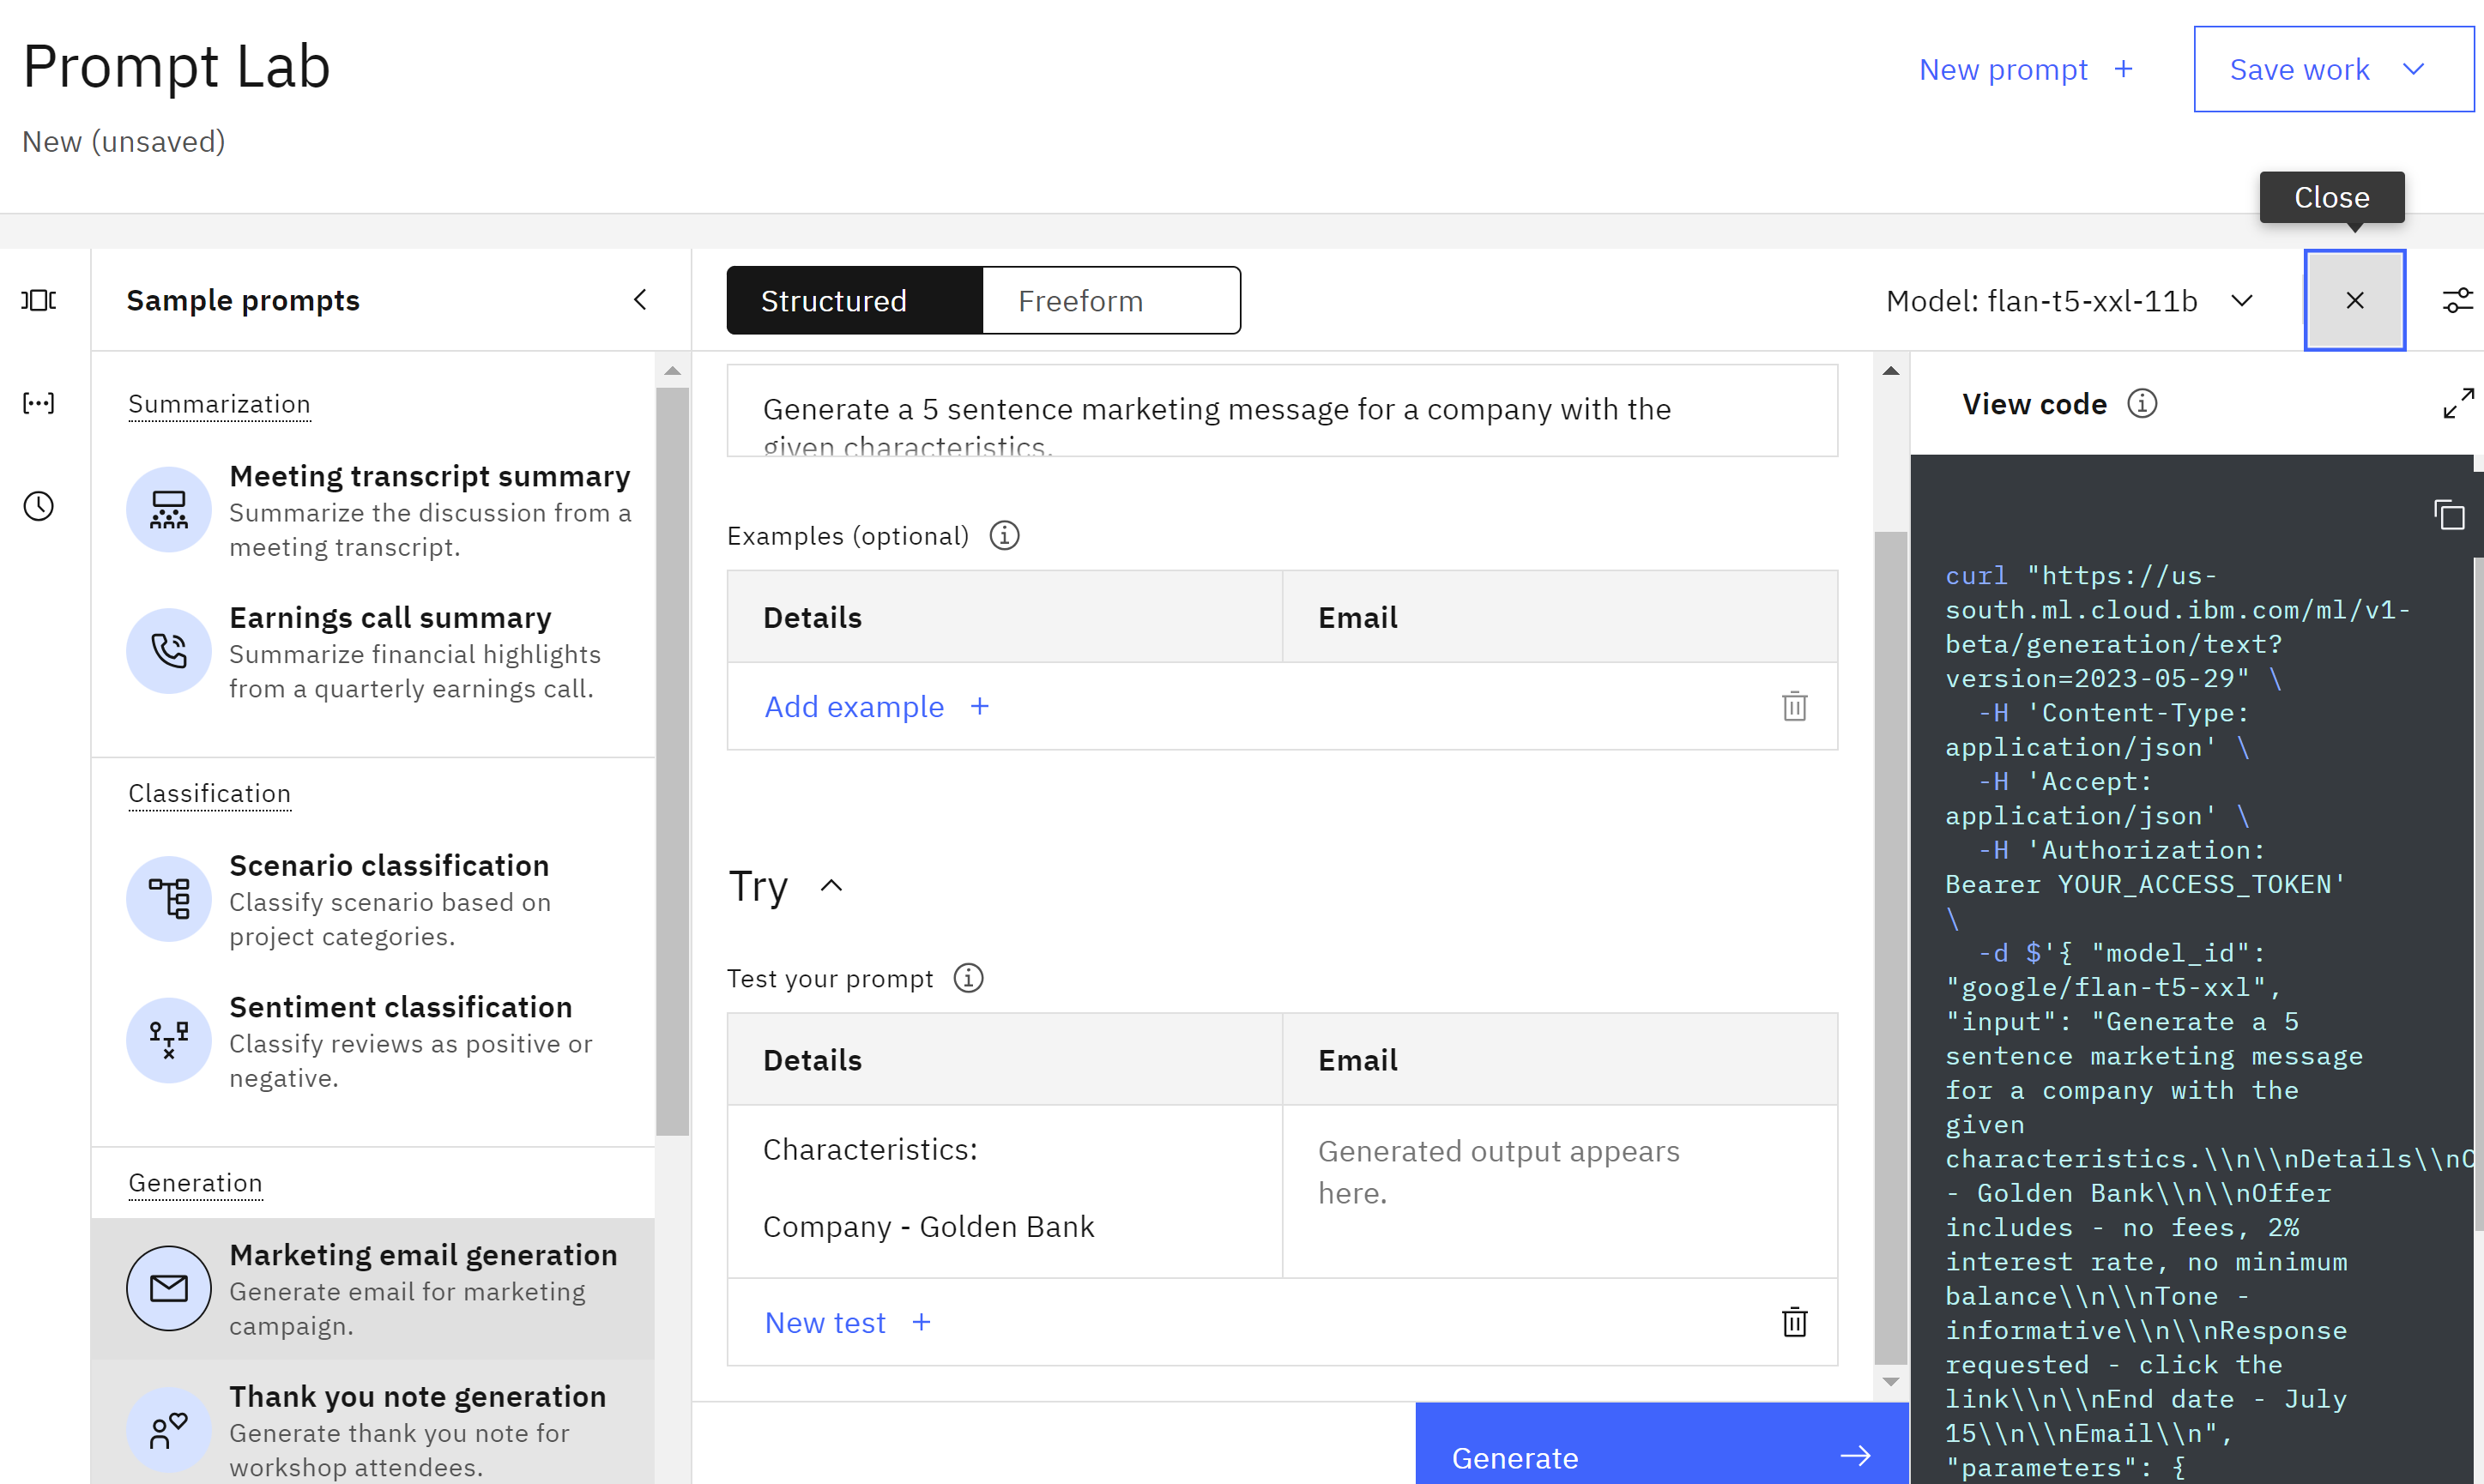 Prompt Lab
New (unsaved)
New prompt +
Save work
Close
Sample prompts
Summarization
Meeting transcript summary
Summarize the discussion from a
meeting transcript.
Earnings call summary
Summarize financial highlights
from a quarterly earnings call.
Classification
Scenario classification
Classify scenario based on
project categories.
Sentiment classification
Classify reviews as positive or
negative.
Generation
Marketing email generation
Generate email for marketing
campaign.
Thank you note generation
Generate thank you note for
workshop attendees.
Structured
Freeform
Model: flan-t5-xxl-11b
Generate a 5 sentence marketing message for a company with the
given characteristics.
Examples (optional)
Details
Email
Add example +
Try
Test your prompt
Details
Email
Characteristics:
Company - Golden Bank
Generated output appears
here.
New test +
Generate
View code
curl "https://us-
south.ml.cloud.ibm.com/ml/v1-
beta/generation/text?
version=2023-05-29" \
-H 'Content-Type:
application/json' \
-H 'Accept:
application/json' \
-H 'Authorization:
Bearer YOUR_ACCESS_TOKEN'
\
-d $'{ "model_id":
"google/flan-t5-xxl",
"input": "Generate a 5
sentence marketing message
for a company with the
given
characteristics.\\n\\nDetails\\nC
- Golden Bank\\n\\nOffer
includes - no fees, 2%
interest rate, no minimum
balance\\n\\nTone -
informative\\n\\nResponse
requested - click the
link\\n\\nEnd date - July
15\\n\\nEmail\\n",
"parameters": {